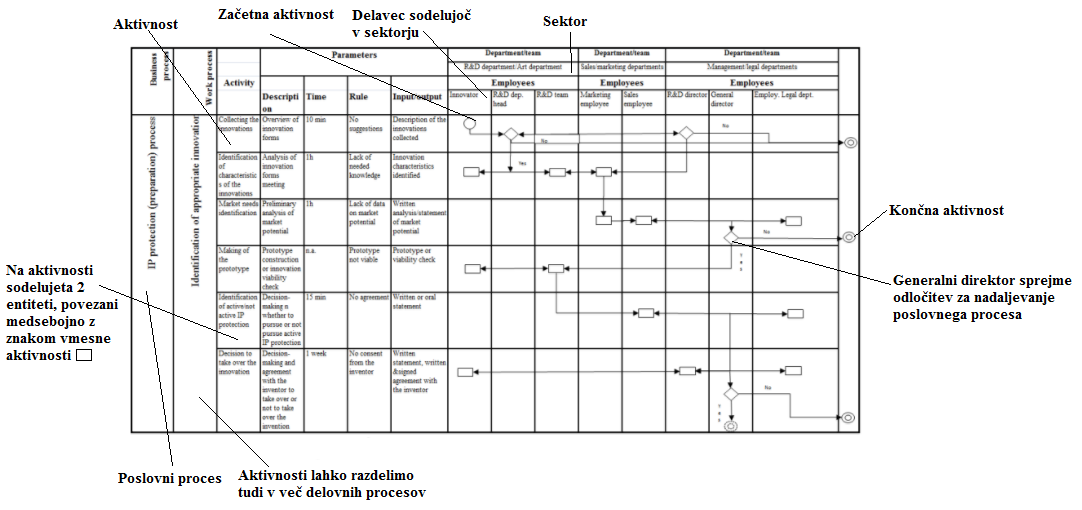 Začetna aktivnost
Delavec sodelujoč
v sektorju
Sektor
Aktivnost
Business
process
Work process
Activity
Parameters
Descripti
on
Time
Rule
Input/output
Department/team
R&D department/Art department
Employees
Innovator
R&D dep.
head
R&D team
Department/team
Sales/marketing departments
Employees
Marketing
employee
Sales
employee
Department/team
Management/legal departments
Employees
R&D director
General
director
Employ. Legal dept.
IP protection (preparation) process
Identification of appropriate innovation
Collecting the
innovations
Overview of
innovation
forms
10 min
No
suggestions
Description of the
innovations
collected
No
No
Identification
of
characteristic
s of the
innovations
Analysis of
innovation
forms
meeting
1h
Lack of
needed
knowledge
Innovation
characteristics
identified
Yes
Market needs
identification
Preliminary
analysis of
market
potential
1h
Lack of data
on market
potential
Written
analysis/statement
of market
potential
No
Making of
the
prototype
Prototype
construction
or innovation
viability
check
n.a.
Prototype
not viable
Prototype or
viability check
Identification
of active/not
active IP
protection
Decision-
making n
whether to
pursue or not
pursue active
IP protection
15 min
No agreement
Written or oral
statement
Decision to
take over the
innovation
Decision-
making and
agreement
with the
inventor to
take over or
not to take
over the
invention
1 week
No consent
from the
inventor
Written
statement, written
&signed
agreement with
the inventor
No
Končna aktivnost
Generalni direktor sprejme
odločitev za nadaljevanje
poslovnega procesa
Na aktivnosti
sodelujeta 2
entiteti, povezani
medsebojno z
znakom vmesne
aktivnosti
Poslovni proces
Aktivnosti lahko razdelimo
tudi v več delovnih procesov